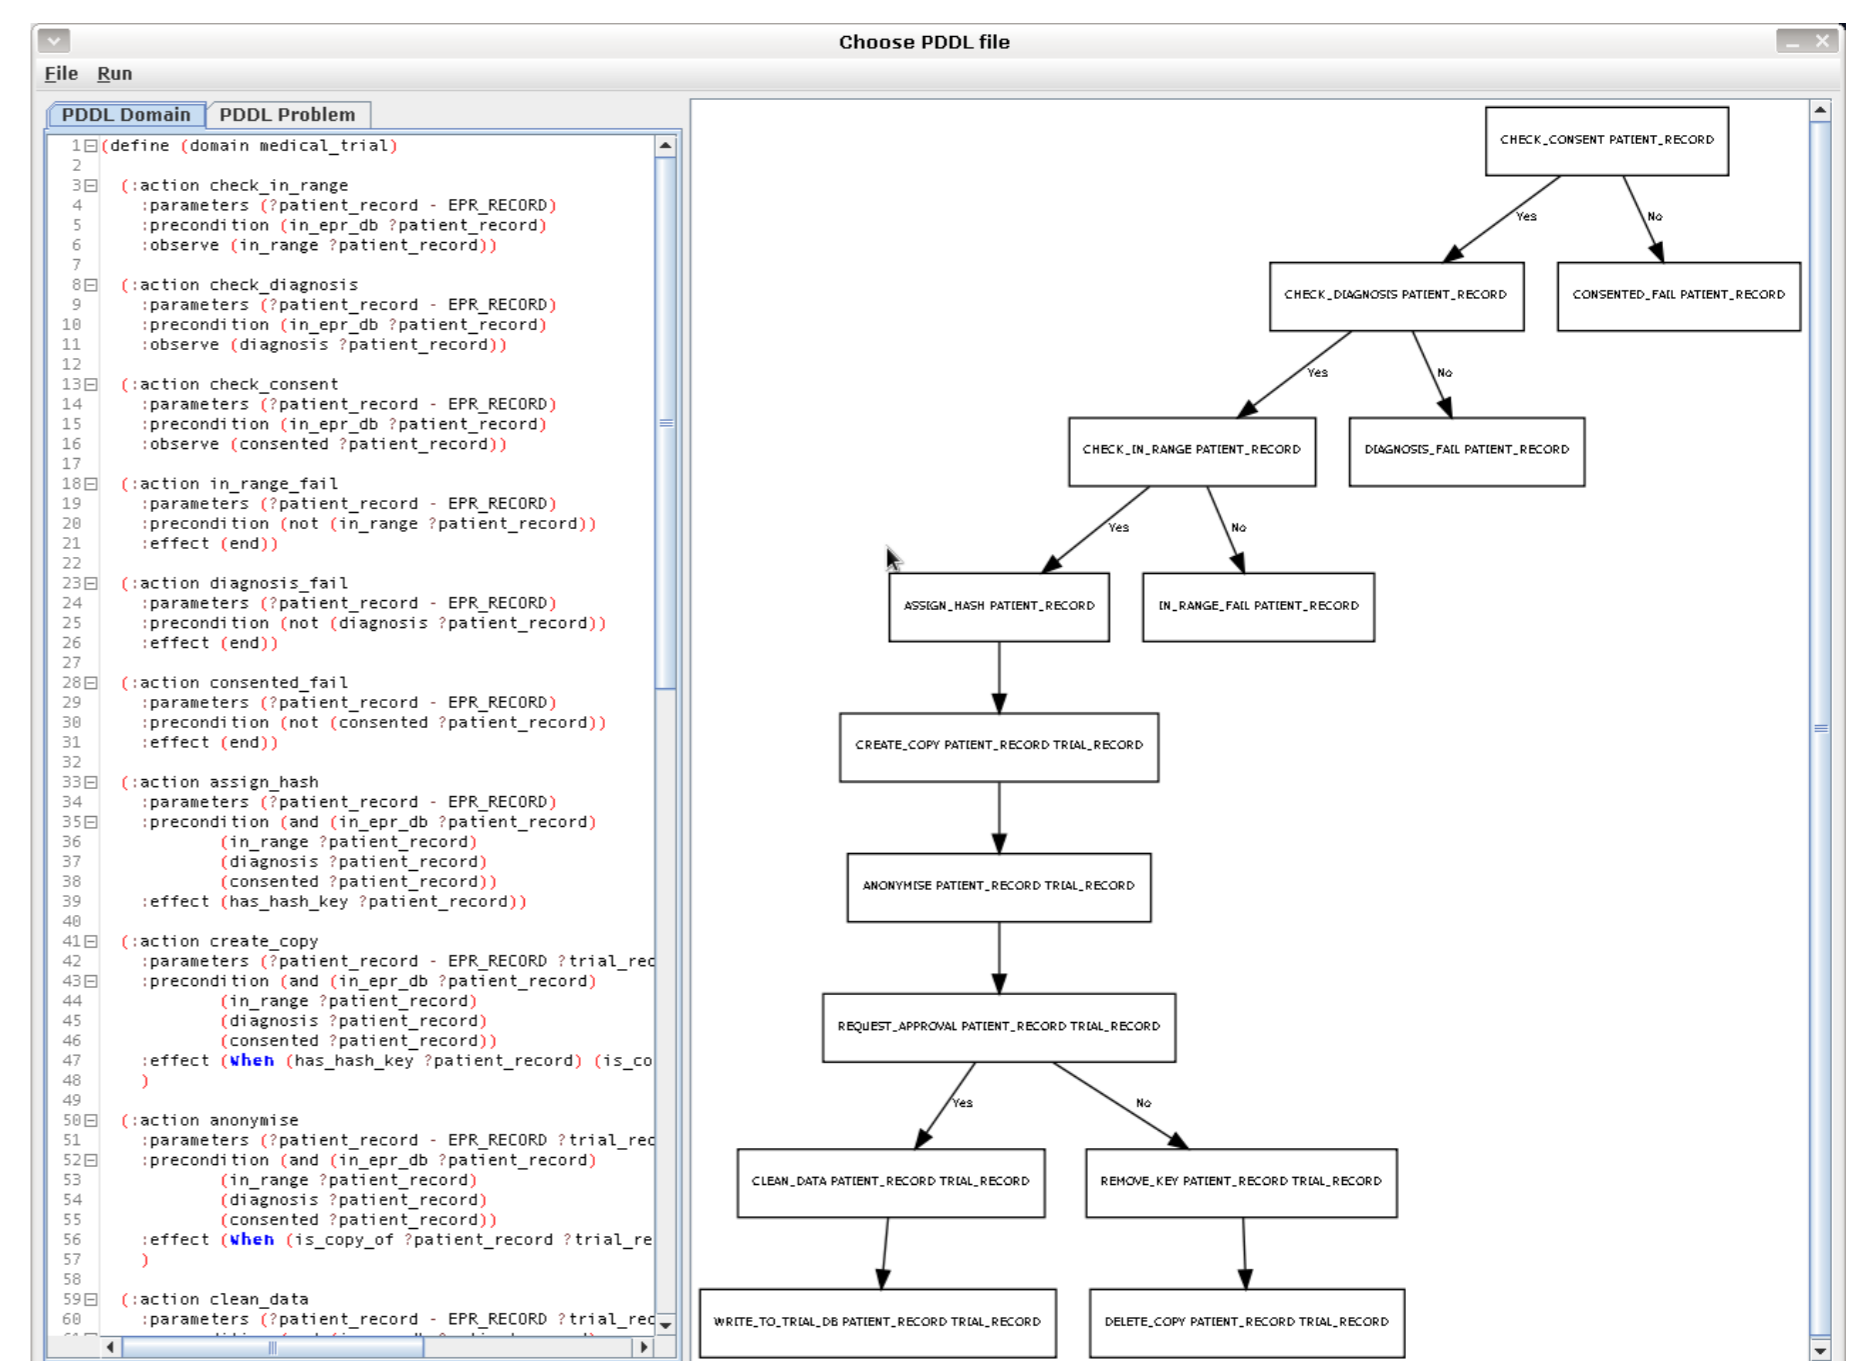 Choose PDDL file
File Run
PDDL Domain PDDL Problem
1 (define (domain medical_trial)
2
3 (:action check_in_range
4 :parameters (?patient_record - EPR_RECORD)
5 :precondition (in_epr_db ?patient_record)
6 :observe (in_range ?patient_record))
7
8 (:action check_diagnosis
9 :parameters (?patient_record - EPR_RECORD)
10 :precondition (in_epr_db ?patient_record)
11 :observe (diagnosis ?patient_record))
12
13 (:action check_consent
14 :parameters (?patient_record - EPR_RECORD)
15 :precondition (in_epr_db ?patient_record)
16 :observe (consented ?patient_record))
17
18 (:action in_range_fail
19 :parameters (?patient_record - EPR_RECORD)
20 :precondition (not (in_range ?patient_record))
21 :effect (end))
22
23 (:action diagnosis_fail
24 :parameters (?patient_record - EPR_RECORD)
25 :precondition (not (diagnosis ?patient_record))
26 :effect (end))
27
28 (:action consented_fail
29 :parameters (?patient_record - EPR_RECORD)
30 :precondition (not (consented ?patient_record))
31 :effect (end))
32
33 (:action assign_hash
34 :parameters (?patient_record - EPR_RECORD)
35 :precondition (and (in_epr_db ?patient_record)
36 (in_range ?patient_record)
37 (diagnosis ?patient_record)
38 (consented ?patient_record))
39 :effect (has_hash_key ?patient_record))
40
41 (:action create_copy
42 :parameters (?patient_record - EPR_RECORD ?trial_rec
43 :precondition (and (in_epr_db ?patient_record)
44 (in_range ?patient_record)
45 (diagnosis ?patient_record)
46 (consented ?patient_record))
47 :effect (when (has_hash_key ?patient_record) (is_co
48 )
49
50 (:action anonymise
51 :parameters (?patient_record - EPR_RECORD ?trial_rec
52 :precondition (and (in_epr_db ?patient_record)
53 (in_range ?patient_record)
54 (diagnosis ?patient_record)
55 (consented ?patient_record))
56 :effect (when (is_copy_of ?patient_record ?trial_re
57 )
58
59 (:action clean_data
60 :parameters (?patient_record - EPR_RECORD ?trial_rec
CHECK_CONSENT PATIENT_RECORD
Yes No
CHECK_DIAGNOSIS PATIENT_RECORD CONSENTED_FAIL PATIENT_RECORD
Yes No
CHECK_IN_RANGE PATIENT_RECORD DIAGNOSIS_FAIL PATIENT_RECORD
Yes No
ASSIGN_HASH PATIENT_RECORD IN_RANGE_FAIL PATIENT_RECORD
CREATE_COPY PATIENT_RECORD TRIAL_RECORD
ANONYMISE PATIENT_RECORD TRIAL_RECORD
REQUEST_APPROVAL PATIENT_RECORD TRIAL_RECORD
Yes No
CLEAN_DATA PATIENT_RECORD TRIAL_RECORD REMOVE_KEY PATIENT_RECORD TRIAL_RECORD
WRITE_TO_TRIAL_DB PATIENT_RECORD TRIAL_RECORD DELETE_COPY PATIENT_RECORD TRIAL_RECORD